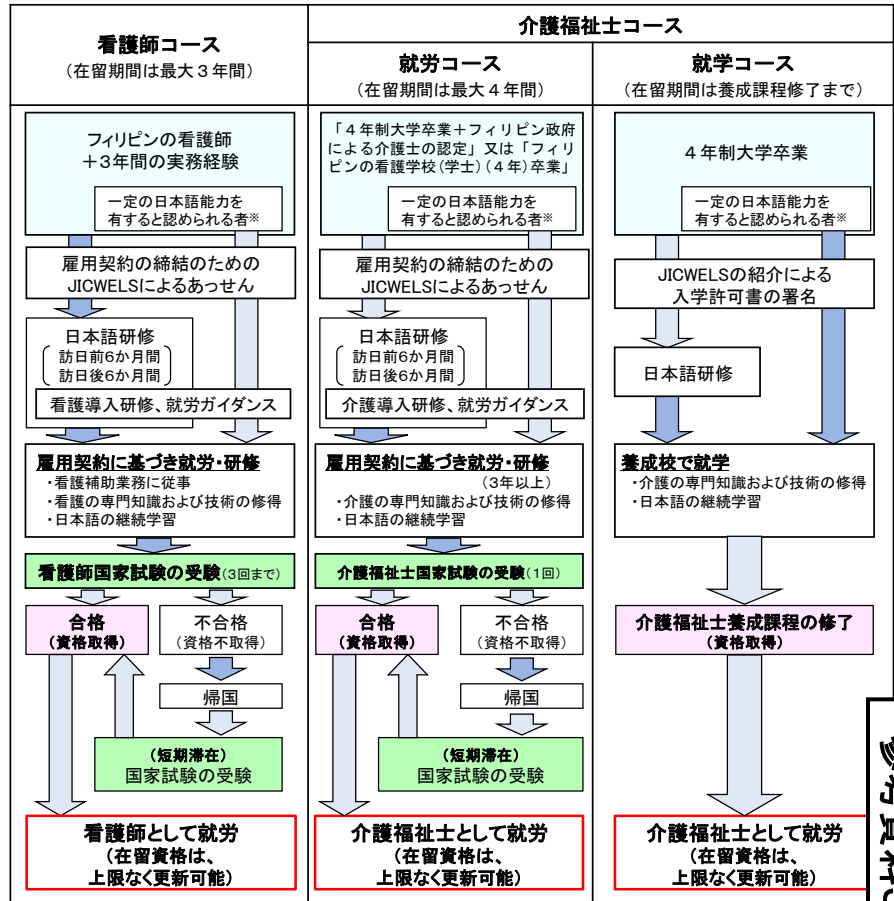 看護師コース
(在留期間は最大3年間)
介護福祉士コース
就労コース
(在留期間は最大4年間)
就学コース
(在留期間は養成課程修了まで)
フィリピンの看護師
+3年間の実務経験
一定の日本語能力を
有すると認められる者※
雇用契約の締結のための
JICWELSによるあっせん
日本語研修
訪日前6か月間
訪日後6か月間
看護導入研修、就労ガイダンス
雇用契約に基づき就労・研修
・看護補助業務に従事
・看護の専門知識および技術の修得
・日本語の継続学習
看護師国家試験の受験(3回まで)
合格
(資格取得)
不合格
(資格不取得)
帰国
(短期滞在)
国家試験の受験
看護師として就労
(在留資格は、
上限なく更新可能)
「4年制大学卒業+フィリピン政府
による介護士の認定」又は「フィリ
ピンの看護学校(学士)(4年)卒業」
一定の日本語能力を
有すると認められる者※
雇用契約の締結のための
JICWELSによるあっせん
日本語研修
訪日前6か月間
訪日後6か月間
介護導入研修、就労ガイダンス
雇用契約に基づき就労・研修
(3年以上)
・介護の専門知識および技術の修得
・日本語の継続学習
介護福祉士国家試験の受験(1回)
合格
(資格取得)
不合格
(資格不取得)
帰国
(短期滞在)
国家試験の受験
介護福祉士として就労
(在留資格は、
上限なく更新可能)
4年制大学卒業
一定の日本語能力を
有すると認められる者※
JICWELSの紹介による
入学許可書の署名
日本語研修
養成校で就学
・介護の専門知識および技術の修得
・日本語の継続学習
介護福祉士養成課程の修了
(資格取得)
介護福祉士として就労
(在留資格は、
上限なく更新可能)
参考資料